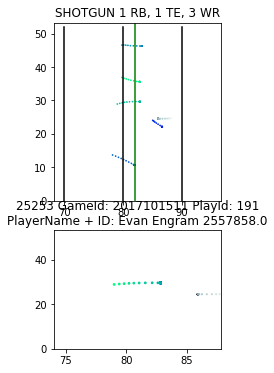 SHOTGUN 1 RB, 1 TE, 3 WR
50
40
30
20
10
0
70 80 90
25253 GameId: 2017101511 PlayId: 191
PlayerName + ID: Evan Engram 2557858.0
40
20
0
75 80 85